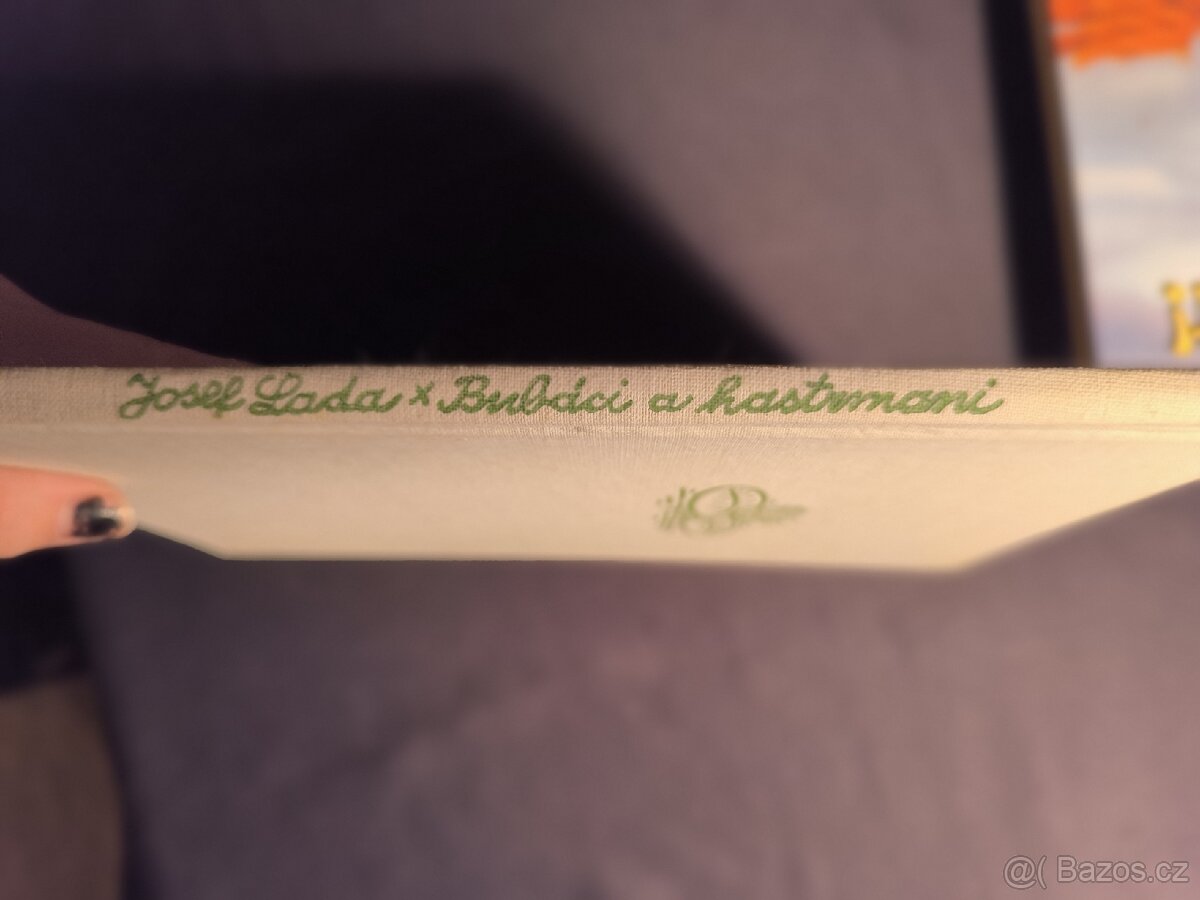 Josef Lada × Bubáci a hastrmani
@( Bazos.cz